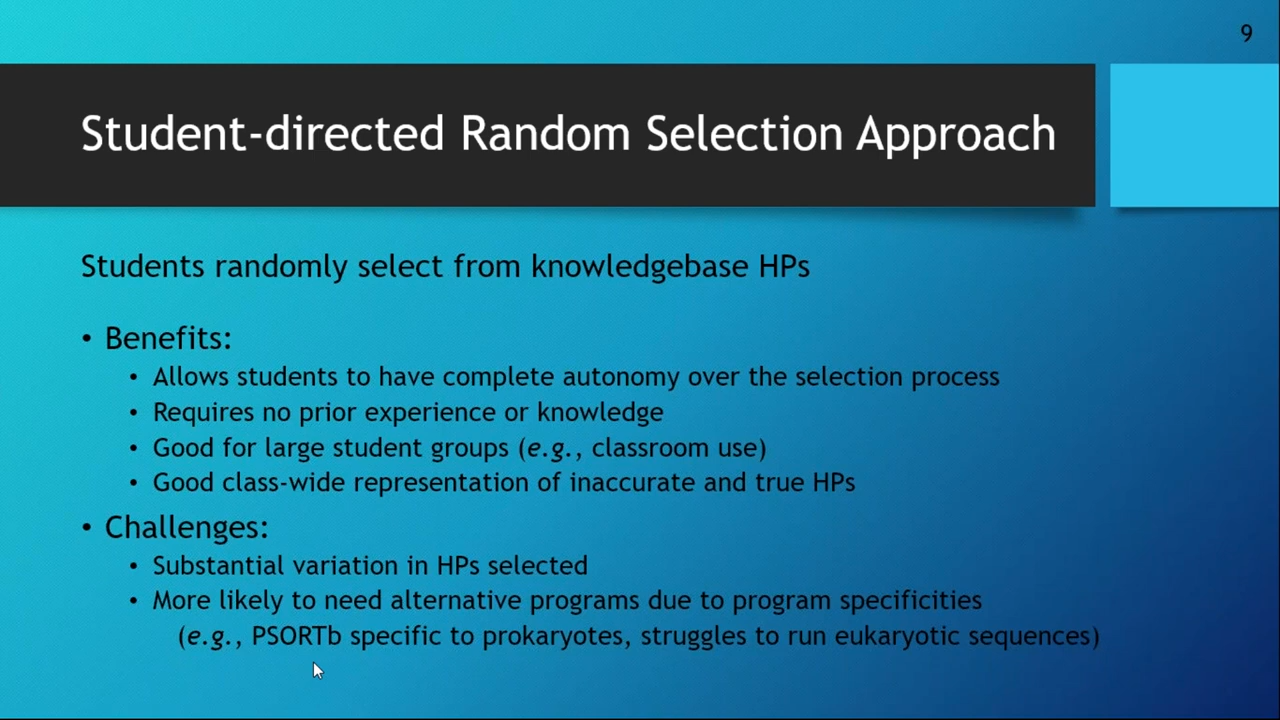 9
Student-directed Random Selection Approach
Students randomly select from knowledgebase HPs
• Benefits:
• Allows students to have complete autonomy over the selection process
• Requires no prior experience or knowledge
• Good for large student groups (e.g., classroom use)
• Good class-wide representation of inaccurate and true HPs
• Challenges:
• Substantial variation in HPs selected
• More likely to need alternative programs due to program specificities
(e.g., PSORTb specific to prokaryotes, struggles to run eukaryotic sequences)